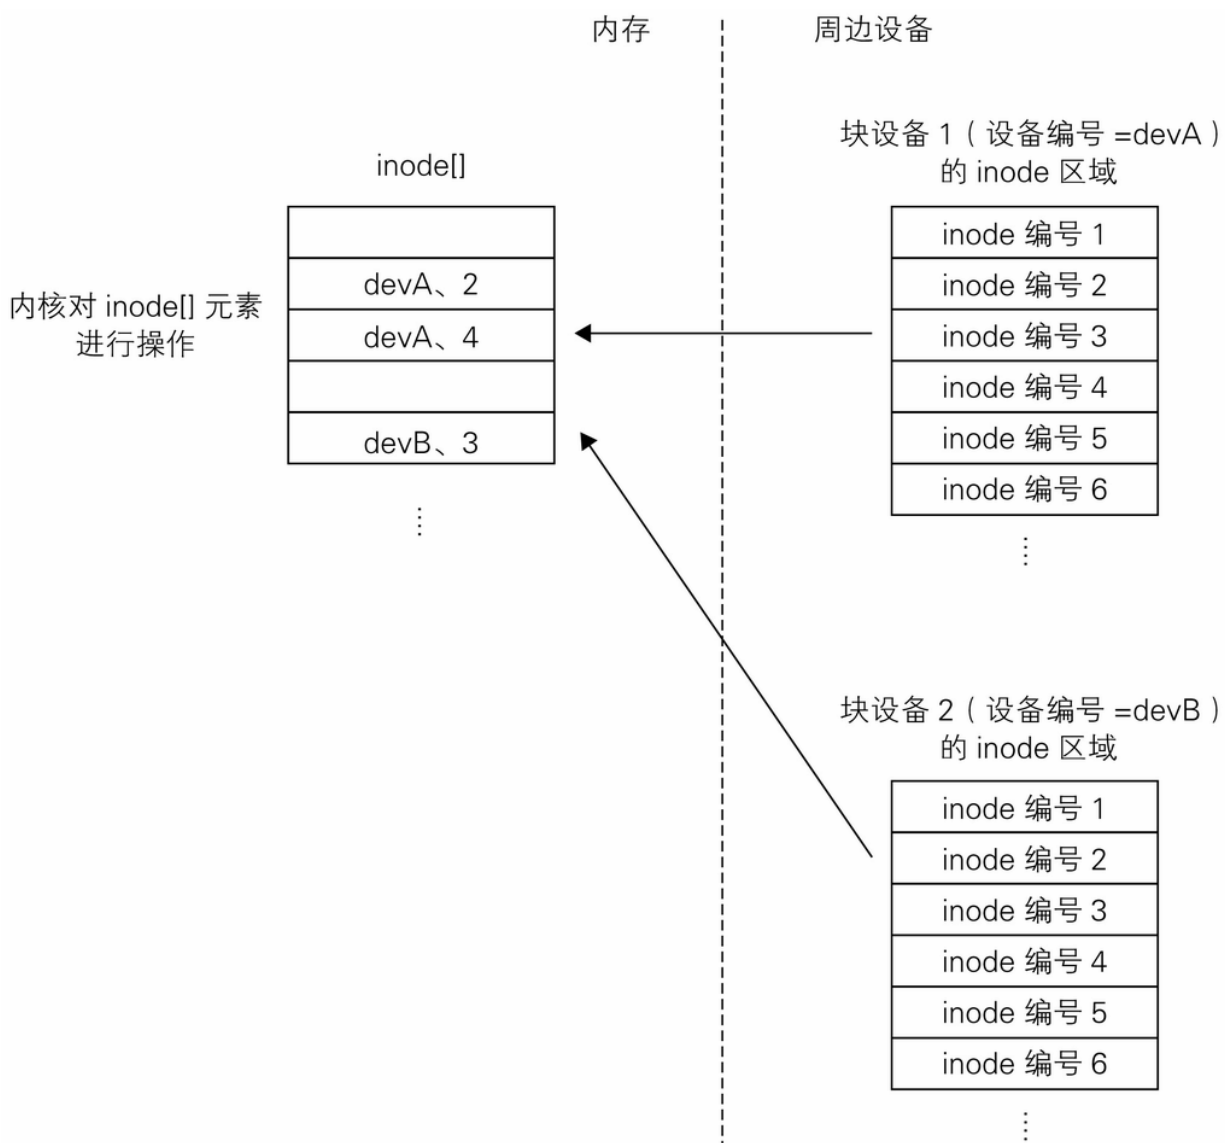 内存
周边设备
inode[]
内核对 inode[] 元素
进行操作
devA、2
devA、4
devB、3
⋮
块设备 1（设备编号 =devA）
的 inode 区域
inode 编号 1
inode 编号 2
inode 编号 3
inode 编号 4
inode 编号 5
inode 编号 6
⋮
块设备 2（设备编号 =devB）
的 inode 区域
inode 编号 1
inode 编号 2
inode 编号 3
inode 编号 4
inode 编号 5
inode 编号 6
⋮